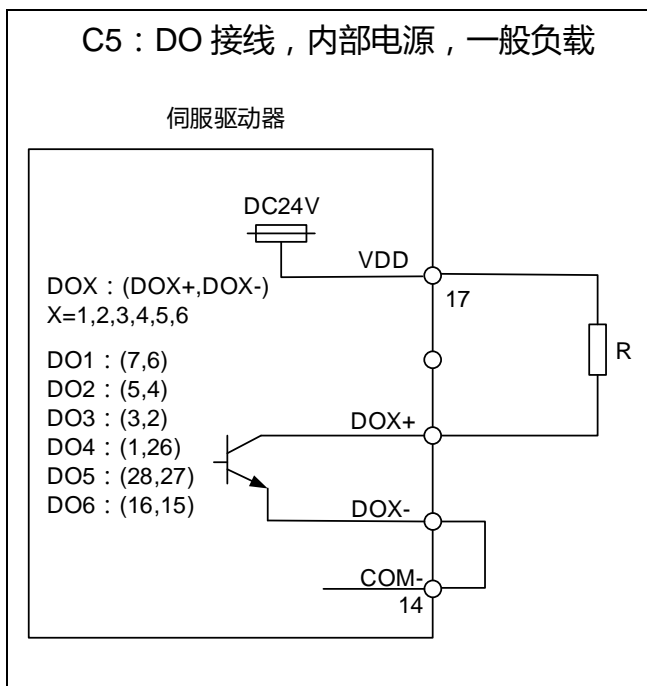 C5：DO 接线，内部电源，一般负载
伺服驱动器
DC24V
VDD
17
DOX：(DOX+,DOX-)
X=1,2,3,4,5,6
R
DO1：(7,6)
DO2：(5,4)
DO3：(3,2)
DO4：(1,26)
DO5：(28,27)
DO6：(16,15)
DOX+
DOX-
COM-
14